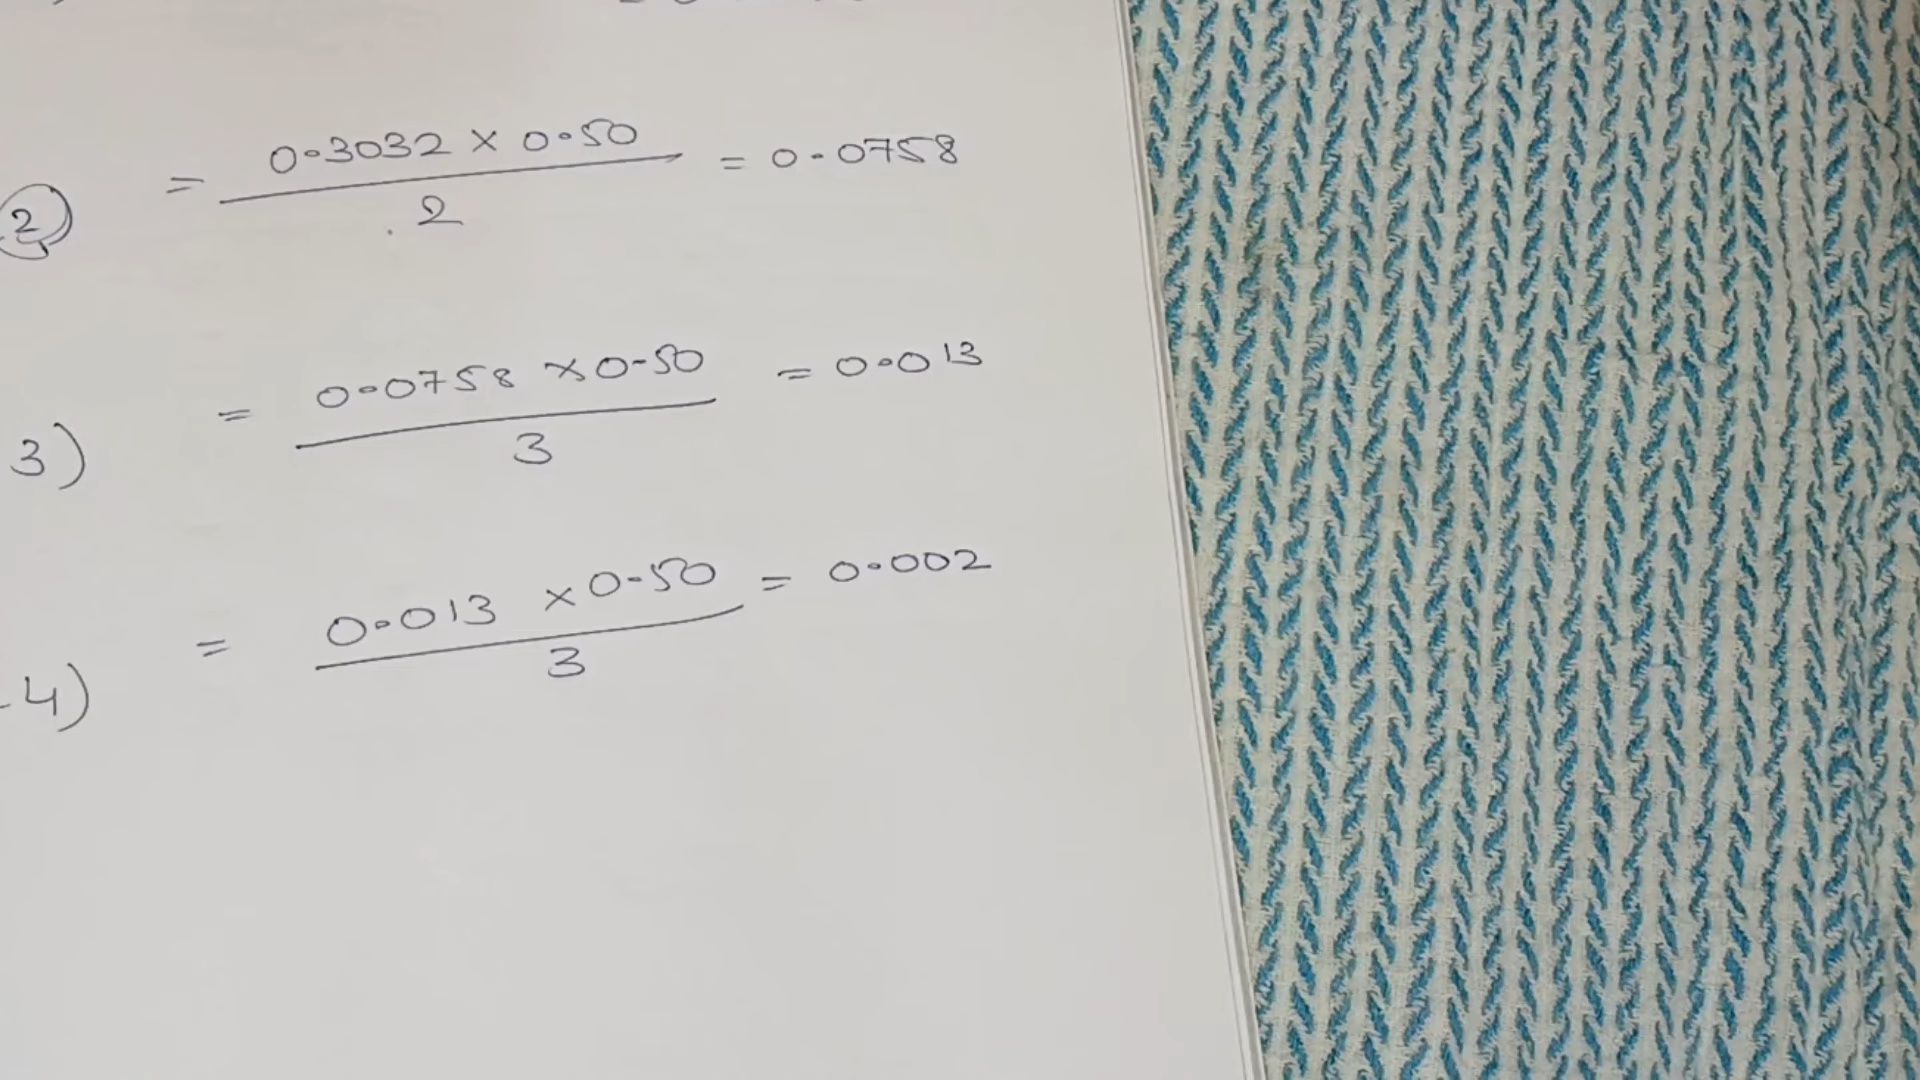 2) = 0.3032 × 0.50 / 2 = 0.0758
3) = 0.0758 × 0.50 / 3 = 0.013
4) = 0.013 × 0.50 / 3 = 0.002